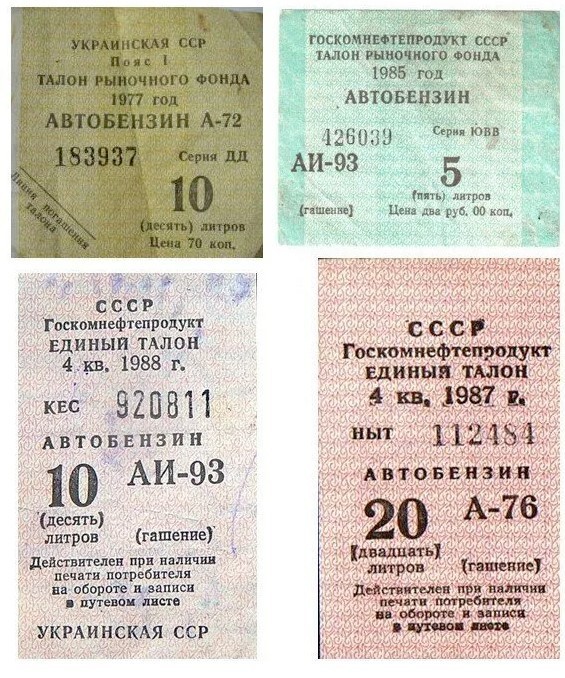 УКРАИНСКАЯ ССР
Пояс I
ТАЛОН РЫНОЧНОГО ФОНДА
1977 год
АВТОБЕНЗИН А-72
183937 Серия ДД
10
(десять) литров
Цена 70 коп.
Линия погашения
талона
ГОСКОМНЕФТЕПРОДУКТ СССР
ТАЛОН РЫНОЧНОГО ФОНДА
1985 год
АВТОБЕНЗИН
426039 Серия ЮВВ
АИ-93 5
(пять) литров
(гашение) Цена два руб. 00 коп.
СССР
Госкомнефтепродукт
ЕДИНЫЙ ТАЛОН
4 кв. 1988 г.
КЕС 920811
АВТОБЕНЗИН
10 АИ-93
(десять)
литров (гашение)
Действителен при наличии
печати потребителя
на обороте и записи
в путевом листе
УКРАИНСКАЯ ССР
СССР
Госкомнефтепродукт
ЕДИНЫЙ ТАЛОН
4 кв. 1987 г.
НЫТ 112484
АВТОБЕНЗИН
20 А-76
(двадцать)
литров (гашение)
Действителен при наличии
печати потребителя
на обороте и записи
в путевом листе